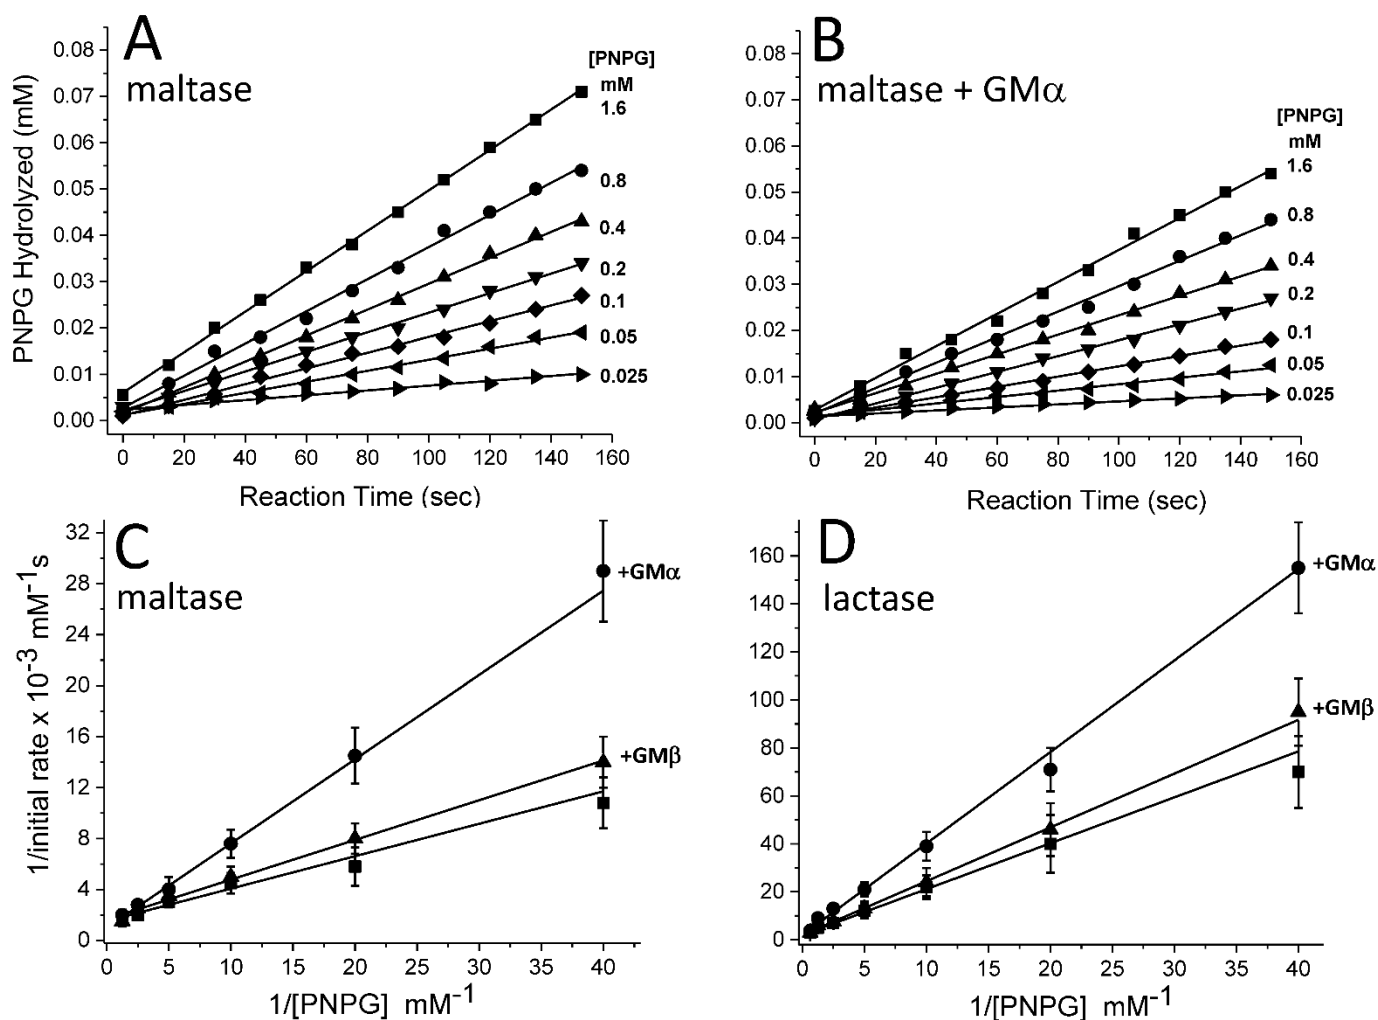 A
maltase
[PNPG]
mM
1.6
0.8
0.4
0.2
0.1
0.05
0.025
0.08
0.07
0.06
0.05
0.04
0.03
0.02
0.01
0.00
PNPG Hydrolyzed (mM)
0 20 40 60 80 100 120 140 160
Reaction Time (sec)
B
maltase + GMα
[PNPG]
mM
1.6
0.8
0.4
0.2
0.1
0.05
0.025
0.08
0.07
0.06
0.05
0.04
0.03
0.02
0.01
0.00
0 20 40 60 80 100 120 140 160
Reaction Time (sec)
C
maltase
+GMα
+GMβ
32
28
24
20
16
12
8
4
0
1/initial rate x 10⁻³ mM⁻¹s
0 5 10 15 20 25 30 35 40
1/[PNPG] mM⁻¹
D
lactase
+GMα
+GMβ
160
140
120
100
80
60
40
20
0
0 5 10 15 20 25 30 35 40
1/[PNPG] mM⁻¹